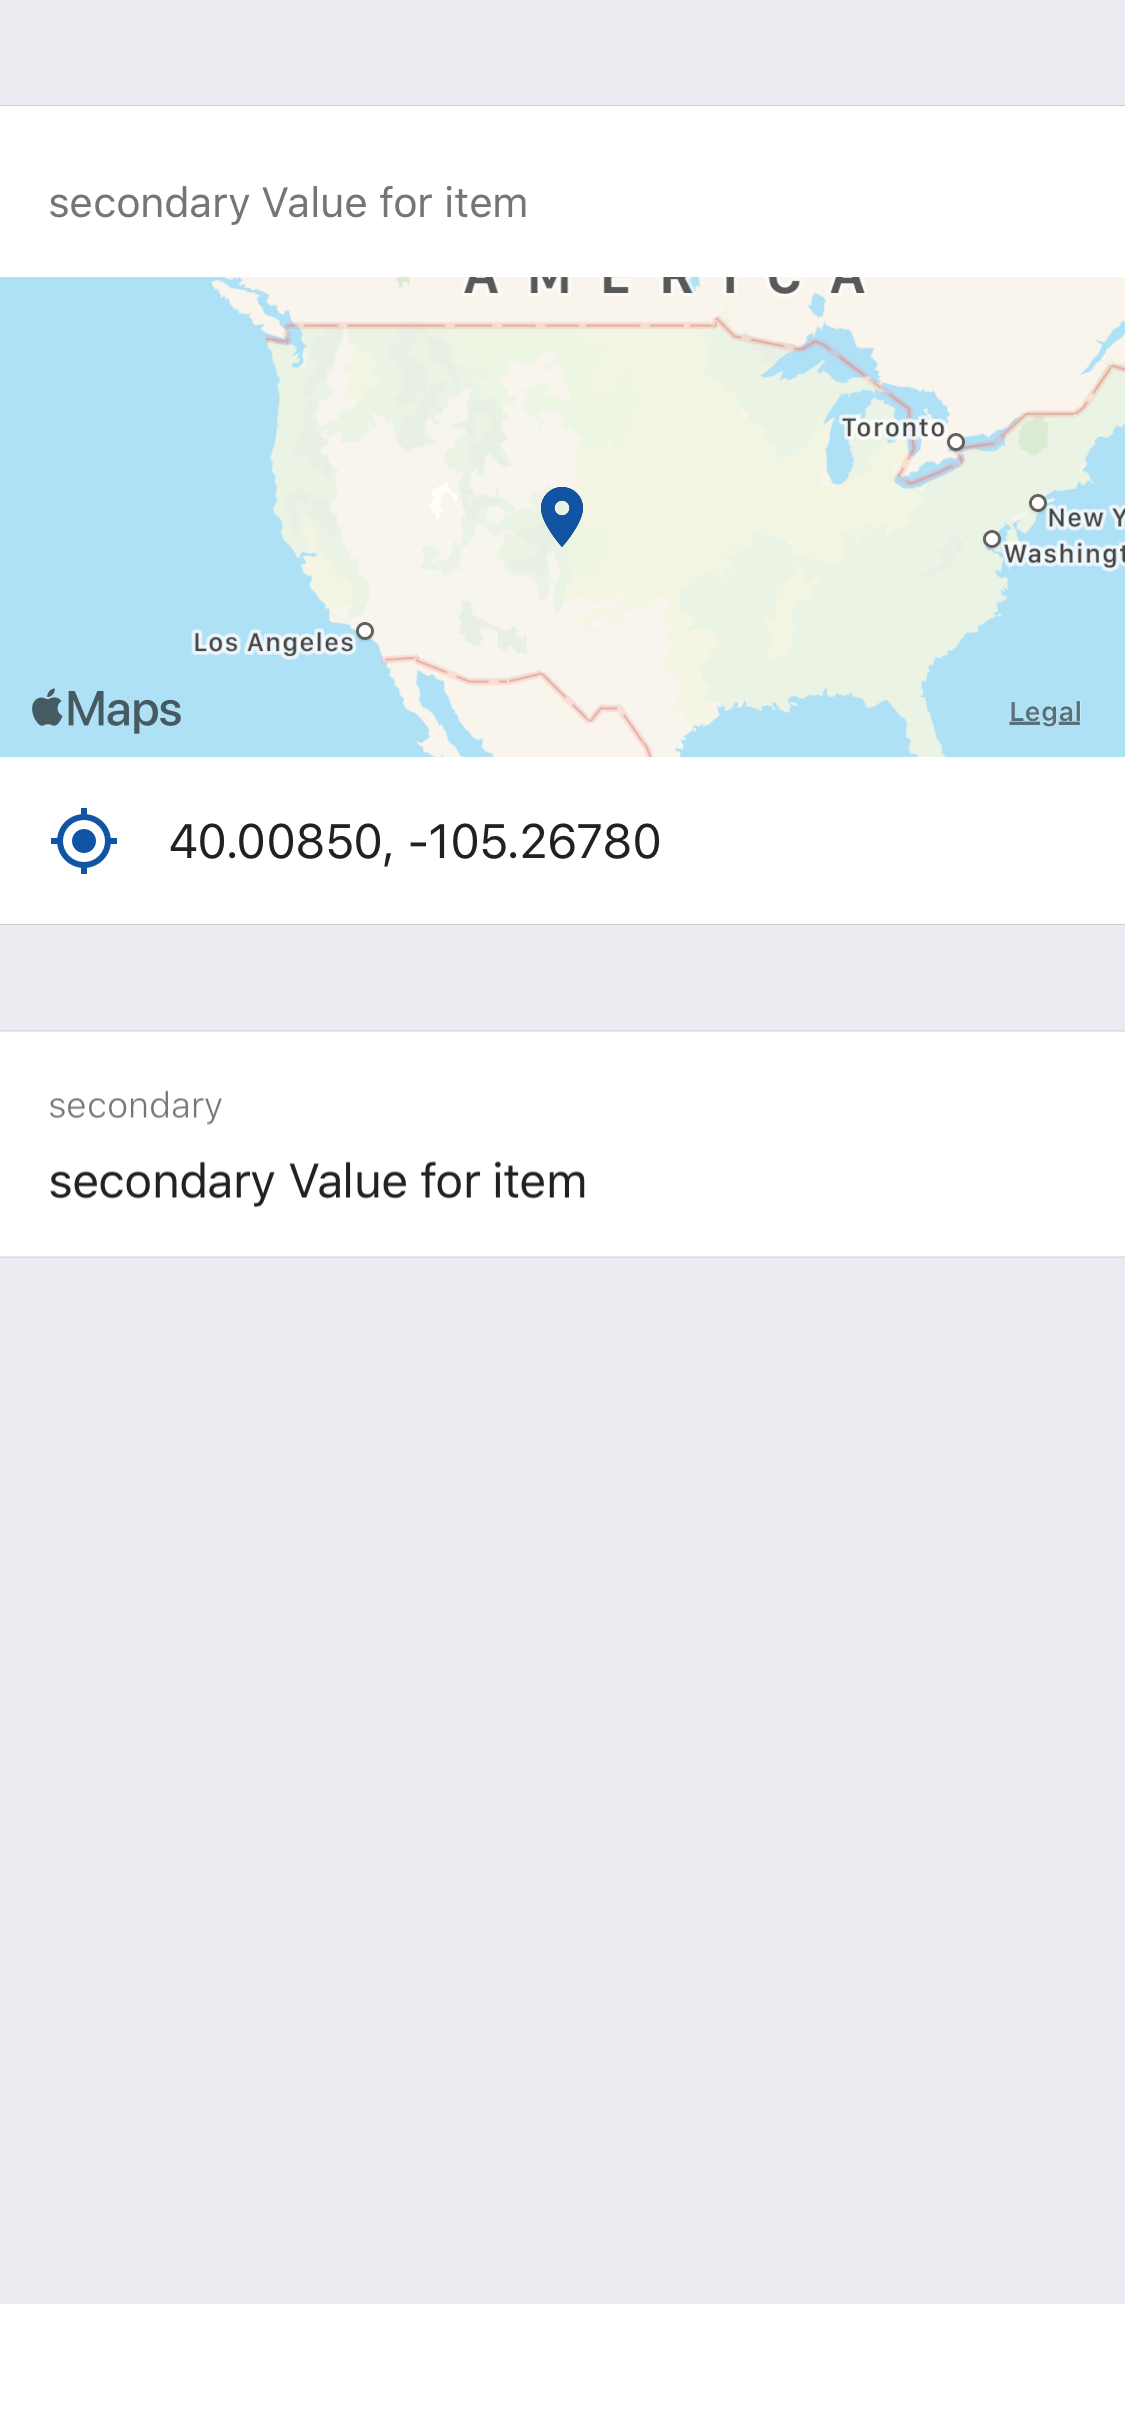 secondary Value for item
AMERICA
Toronto
New Y
Washingt
Los Angeles
Maps
Legal
40.00850, -105.26780
secondary
secondary Value for item